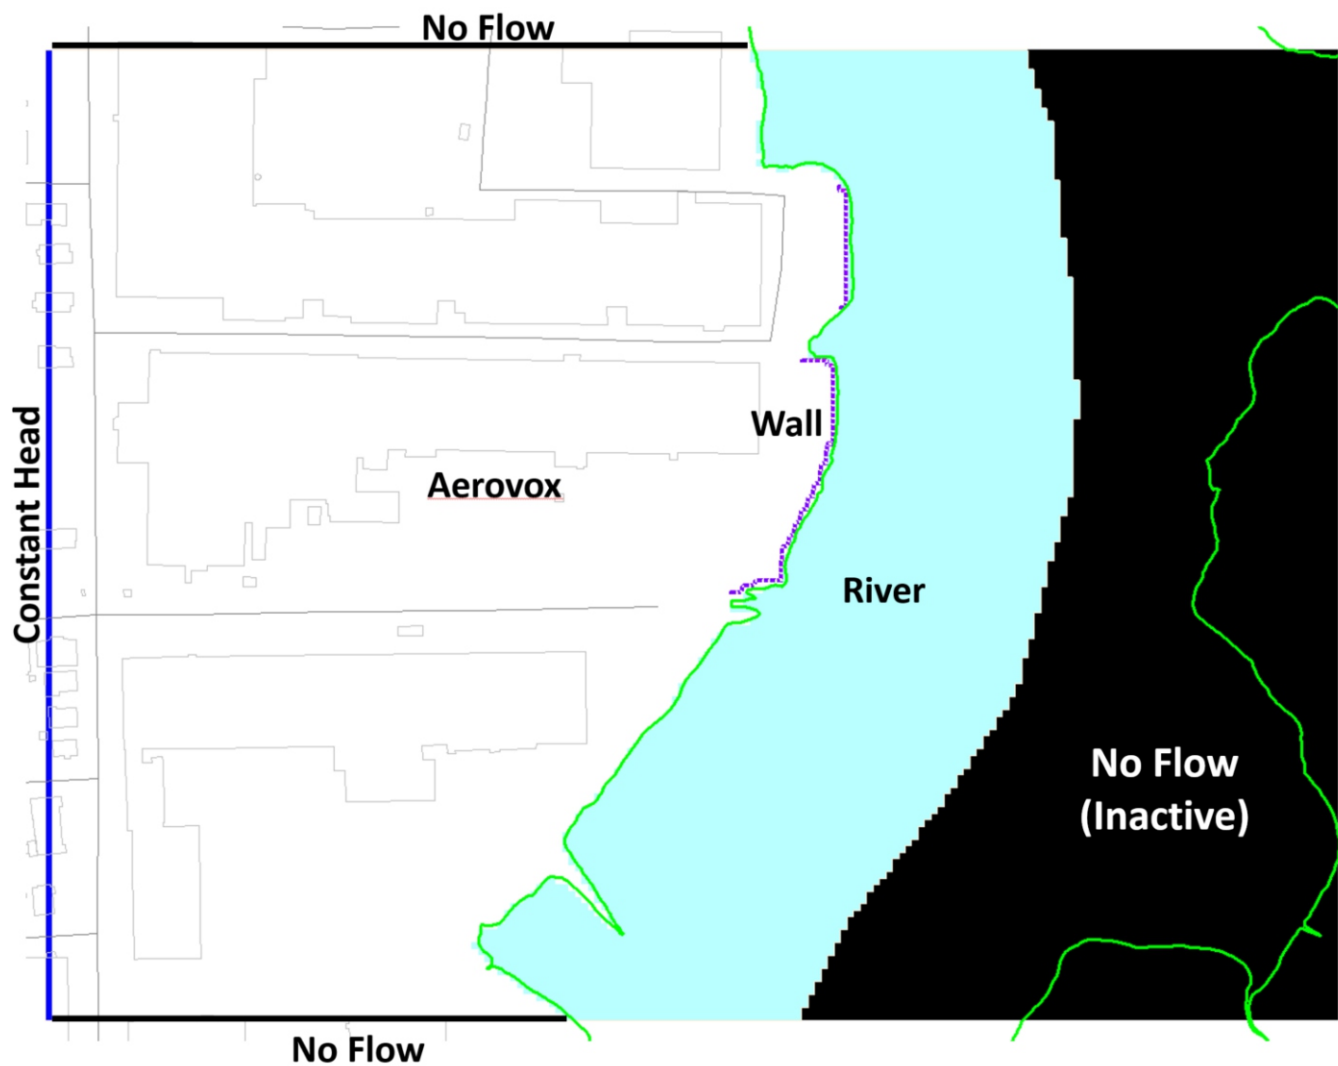 No Flow
Constant Head
Wall
Aerovox
River
No Flow
(Inactive)
No Flow